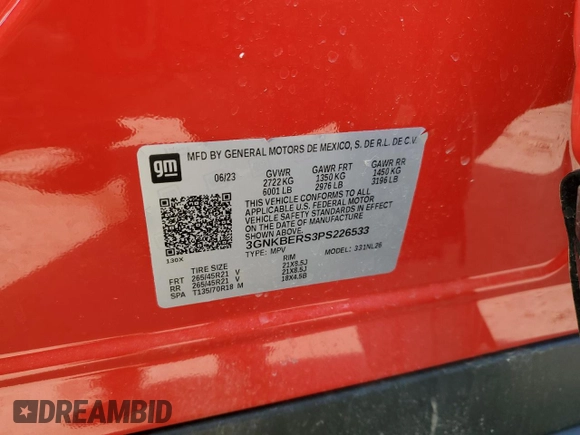 gm
MFD BY GENERAL MOTORS DE MEXICO, S. DE R.L. DE C.V.
06/23 GVWR GAWR FRT GAWR RR
2722 KG 1350 KG 1450 KG
6001 LB 2976 LB 3196 LB
THIS VEHICLE CONFORMS TO ALL
APPLICABLE U.S. FEDERAL MOTOR
VEHICLE SAFETY STANDARDS IN EFFECT
ON THE DATE OF MANUFACTURE
3GNKBERS3PS226533
TYPE: MPV MODEL: 331NL26
130X
TIRE SIZE RIM
FRT 265/45R21 V 21X8.5J
RR 265/45R21 V 21X8.5J
SPA T135/70R18 M 18X4.5B
DREAMBID